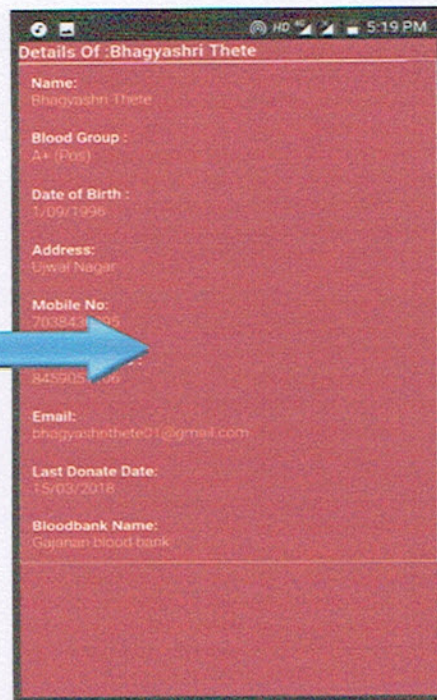 HD 4G 5:19 PM
Details Of :Bhagyashri Thete
Name:
Bhagyashri Thete
Blood Group :
A+ (Pos)
Date of Birth :
1/09/1996
Address:
Ujwal Nagar
Mobile No:
Email:
bhagyashrithete01@gmail.com
Last Donate Date:
15/03/2018
Bloodbank Name:
Gajanan blood bank